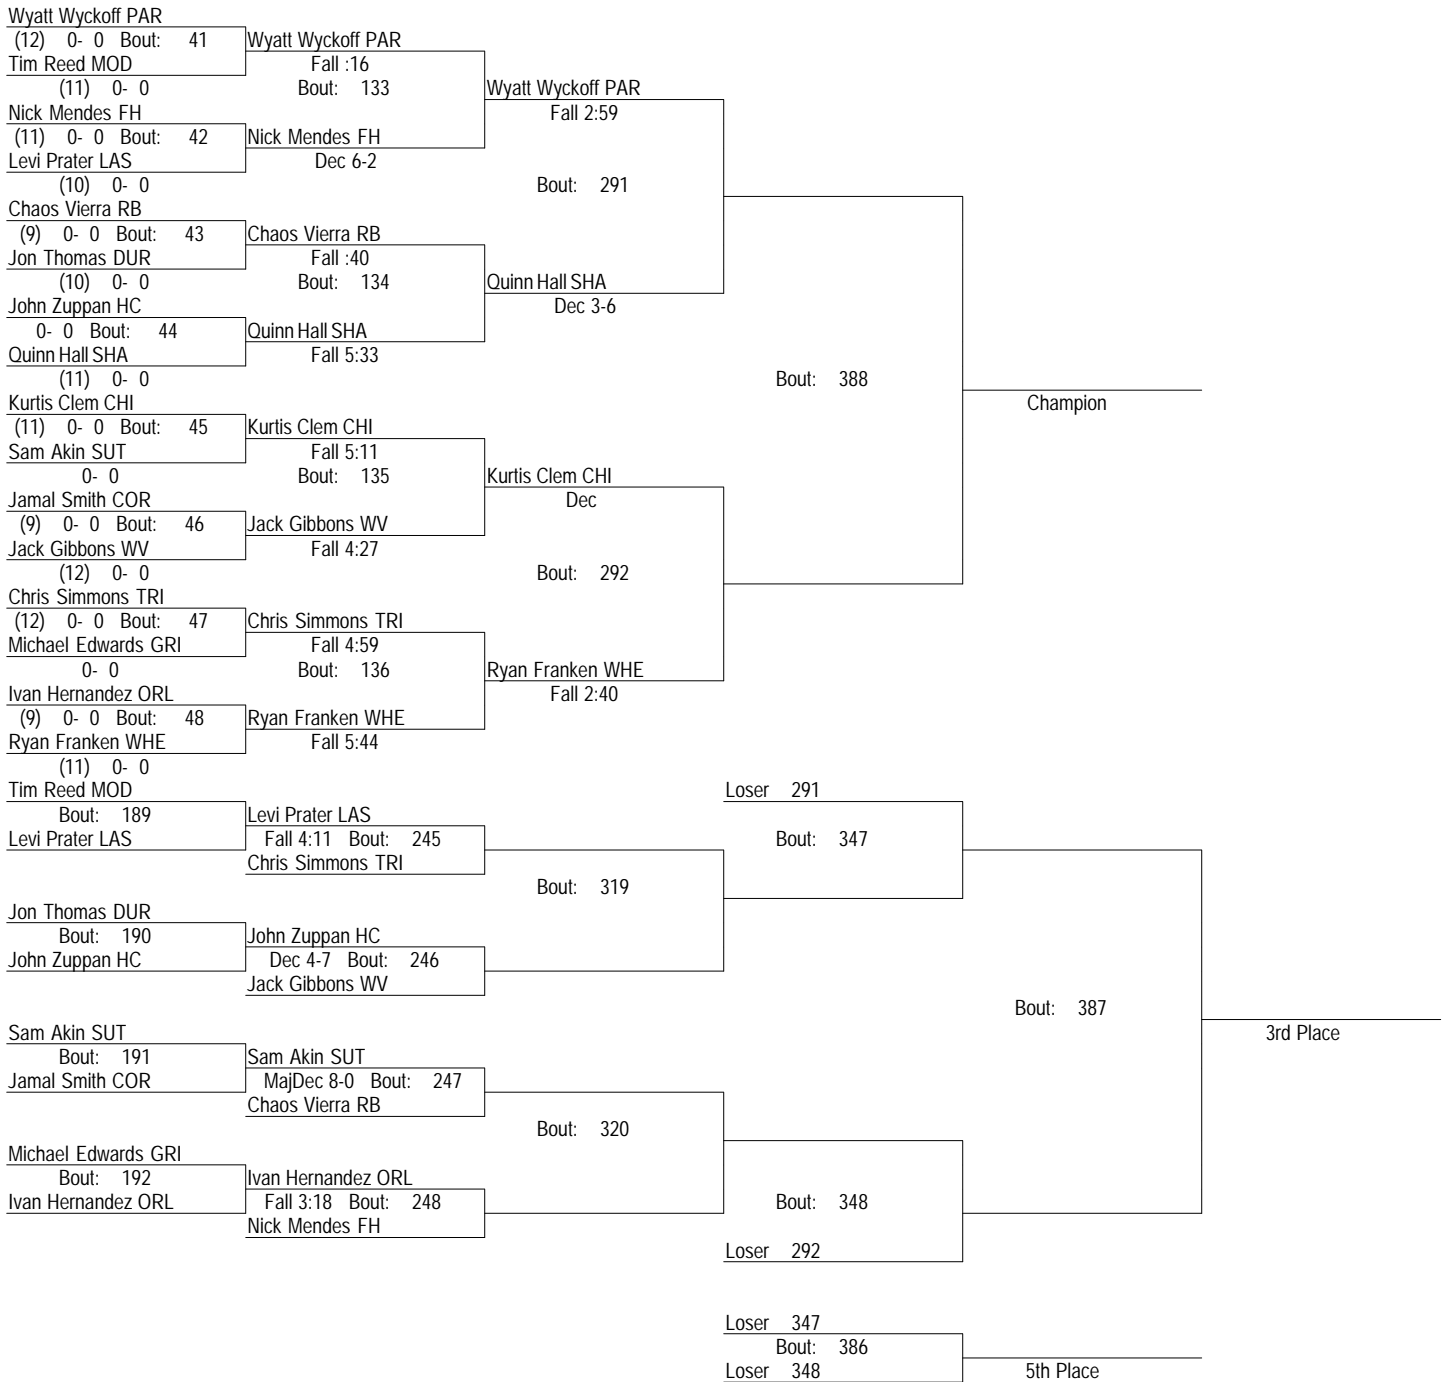 Wyatt Wyckoff PAR
(12) 0- 0 Bout: 41 Wyatt Wyckoff PAR
Tim Reed MOD Fall :16
(11) 0- 0 Bout: 133 Wyatt Wyckoff PAR
Nick Mendes FH Fall 2:59
(11) 0- 0 Bout: 42 Nick Mendes FH
Levi Prater LAS Dec 6-2
(10) 0- 0 Bout: 291
Chaos Vierra RB
(9) 0- 0 Bout: 43 Chaos Vierra RB
Jon Thomas DUR Fall :40
(10) 0- 0 Bout: 134 Quinn Hall SHA
John Zuppan HC Dec 3-6
0- 0 Bout: 44 Quinn Hall SHA
Quinn Hall SHA Fall 5:33
(11) 0- 0 Bout: 388
Kurtis Clem CHI Champion
(11) 0- 0 Bout: 45 Kurtis Clem CHI
Sam Akin SUT Fall 5:11
0- 0 Bout: 135 Kurtis Clem CHI
Jamal Smith COR Dec
(9) 0- 0 Bout: 46 Jack Gibbons WV
Jack Gibbons WV Fall 4:27
(12) 0- 0 Bout: 292
Chris Simmons TRI
(12) 0- 0 Bout: 47 Chris Simmons TRI
Michael Edwards GRI Fall 4:59
0- 0 Bout: 136 Ryan Franken WHE
Ivan Hernandez ORL Fall 2:40
(9) 0- 0 Bout: 48 Ryan Franken WHE
Ryan Franken WHE Fall 5:44
(11) 0- 0
Tim Reed MOD Loser 291
Bout: 189 Levi Prater LAS
Levi Prater LAS Fall 4:11 Bout: 245 Bout: 347
Chris Simmons TRI
Bout: 319
Jon Thomas DUR
Bout: 190 John Zuppan HC
John Zuppan HC Dec 4-7 Bout: 246
Jack Gibbons WV
Bout: 387
Sam Akin SUT 3rd Place
Bout: 191 Sam Akin SUT
Jamal Smith COR MajDec 8-0 Bout: 247
Chaos Vierra RB
Bout: 320
Michael Edwards GRI
Bout: 192 Ivan Hernandez ORL
Ivan Hernandez ORL Fall 3:18 Bout: 248 Bout: 348
Nick Mendes FH
Loser 292
Loser 347
Bout: 386
Loser 348 5th Place